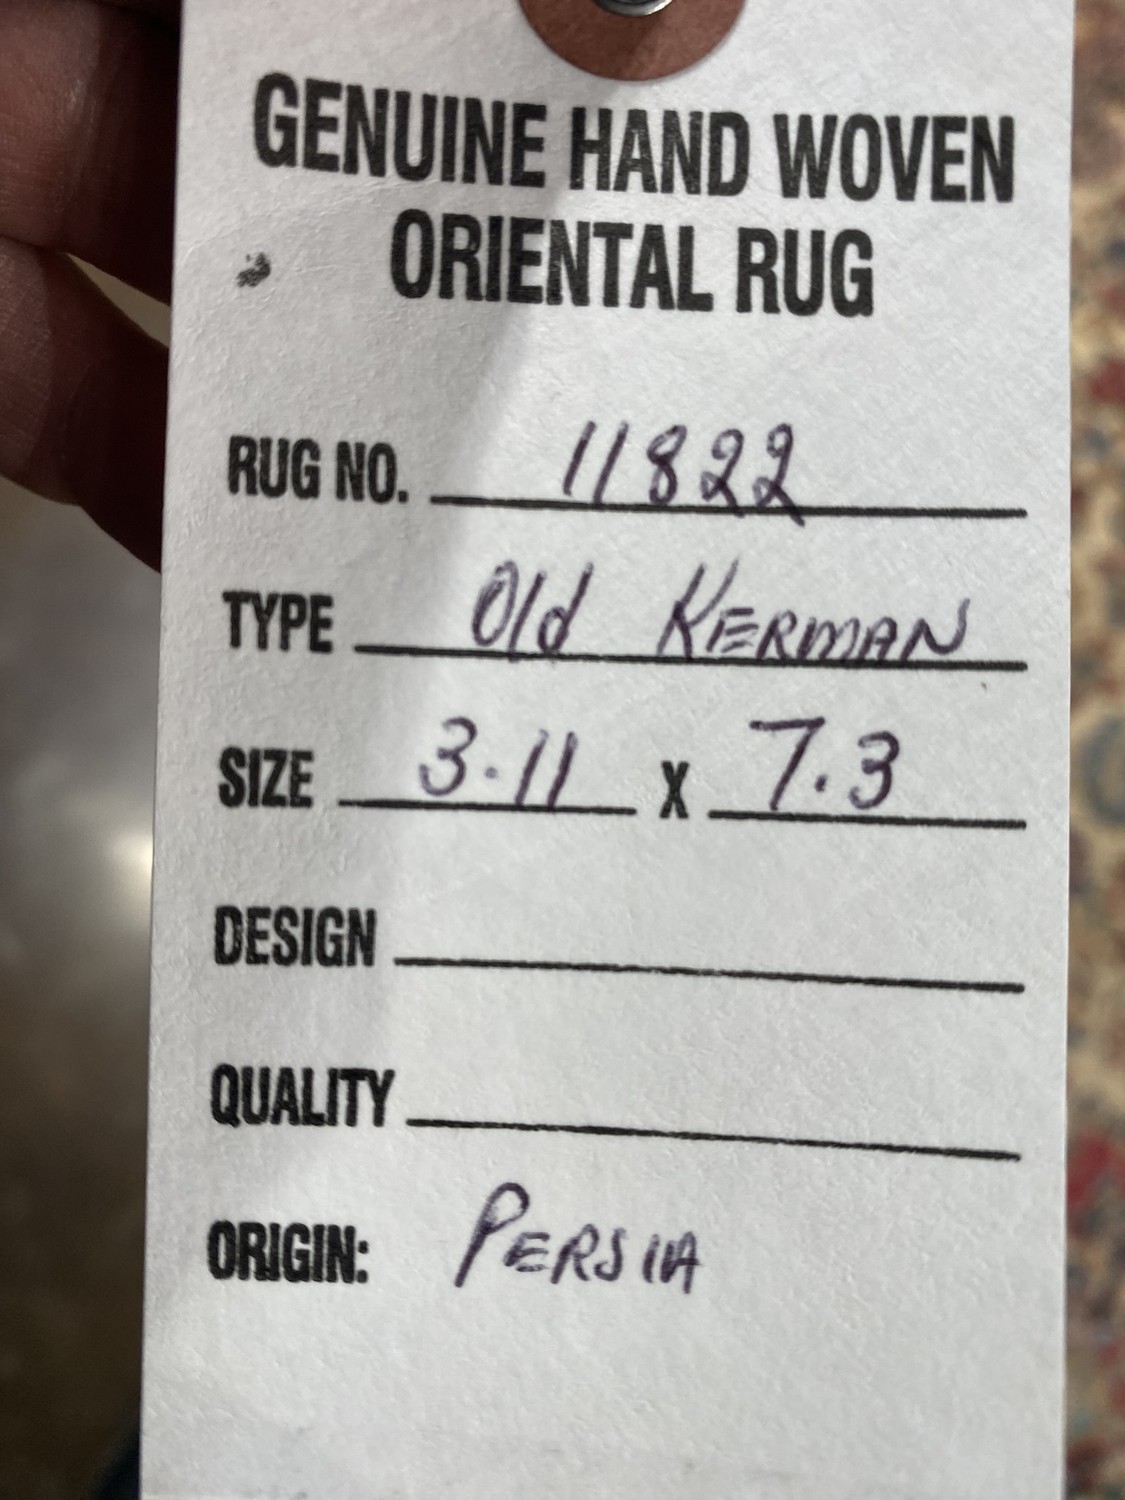 GENUINE HAND WOVEN
ORIENTAL RUG
RUG NO. 11822
TYPE Old KERMAN
SIZE 3.11 X 7.3
DESIGN
QUALITY
ORIGIN: PERSIA